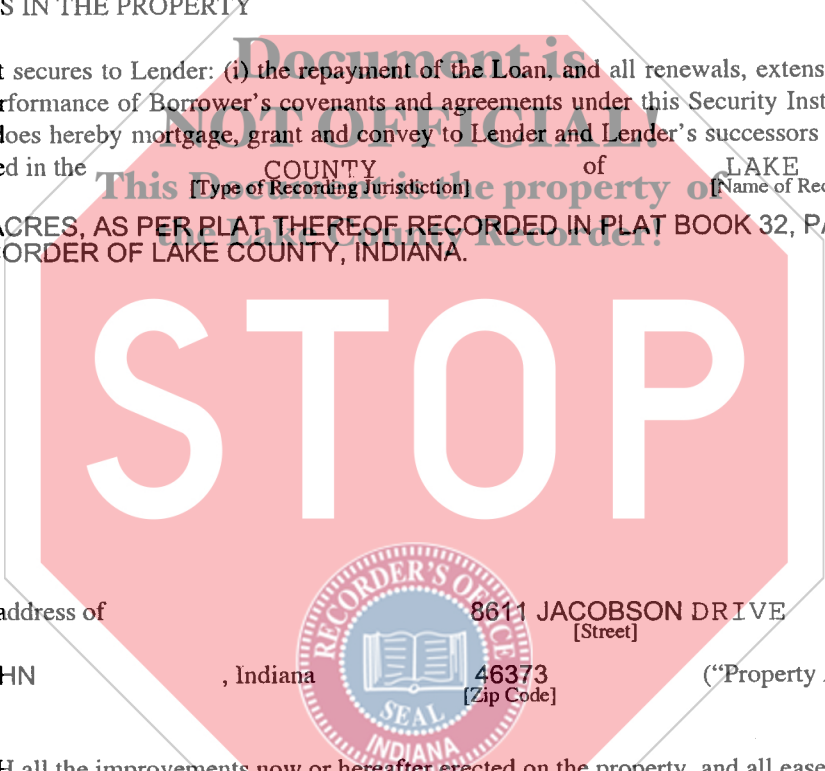 S IN THE PROPERTY
Document is
t secures to Lender: (i) the repayment of the Loan, and all renewals, extens
rformance of Borrower's covenants and agreements under this Security Inst
NOT OFFICIAL!
does hereby mortgage, grant and convey to Lender and Lender's successors
ed in the COUNTY of LAKE
This Document is the property of
[Type of Recording Jurisdiction] [Name of Rec
the Lake County Recorder!
ACRES, AS PER PLAT THEREOF RECORDED IN PLAT BOOK 32, PA
ORDER OF LAKE COUNTY, INDIANA.
STOP
RECORDER'S OFFICE
address of 8611 JACOBSON DRIVE
[Street]
HN , Indiana 46373 ("Property
[Zip Code]
SEAL
INDIANA
H all the improvements now or hereafter erected on the property, and all ease